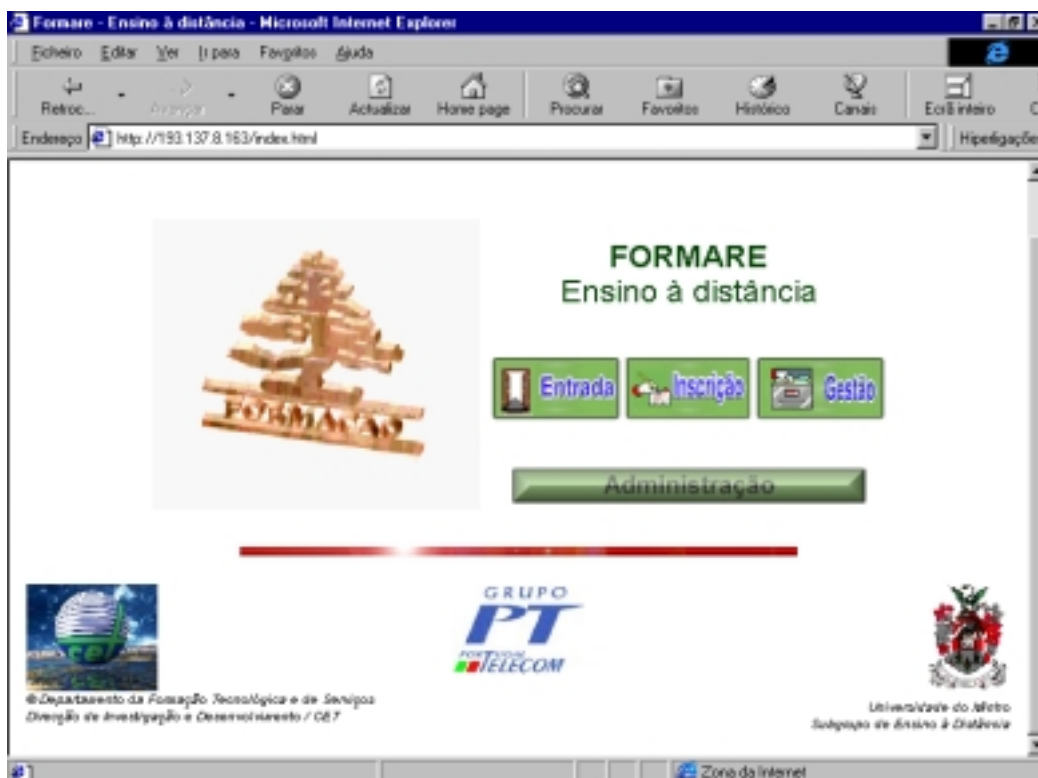 Formare - Ensino à distância - Microsoft Internet Explorer
Ficheiro Editar Ver Ir para Favoritos Ajuda
Retroc... Avançar Parar Actualizar Home page Procurar Favoritos Histórico Canais Ecrã inteiro
Endereço http://193.137.8.163/index.html Hiperligações
FORMARE
Ensino à distância
Entrada Inscrição Gestão
FORMAÇÃO
Administração
cet
GRUPO
PT
PORTUGAL
TELECOM
© Departamento da Formação Tecnológica e de Serviços
Direcção de Investigação e Desenvolvimento / CET
Universidade do Minho
Subgrupo de Ensino à Distância
Zona da Internet